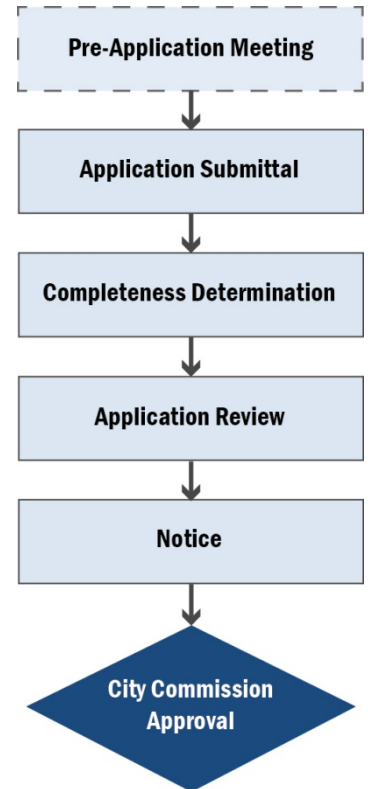 Pre-Application Meeting
Application Submittal
Completeness Determination
Application Review
Notice
City Commission
Approval